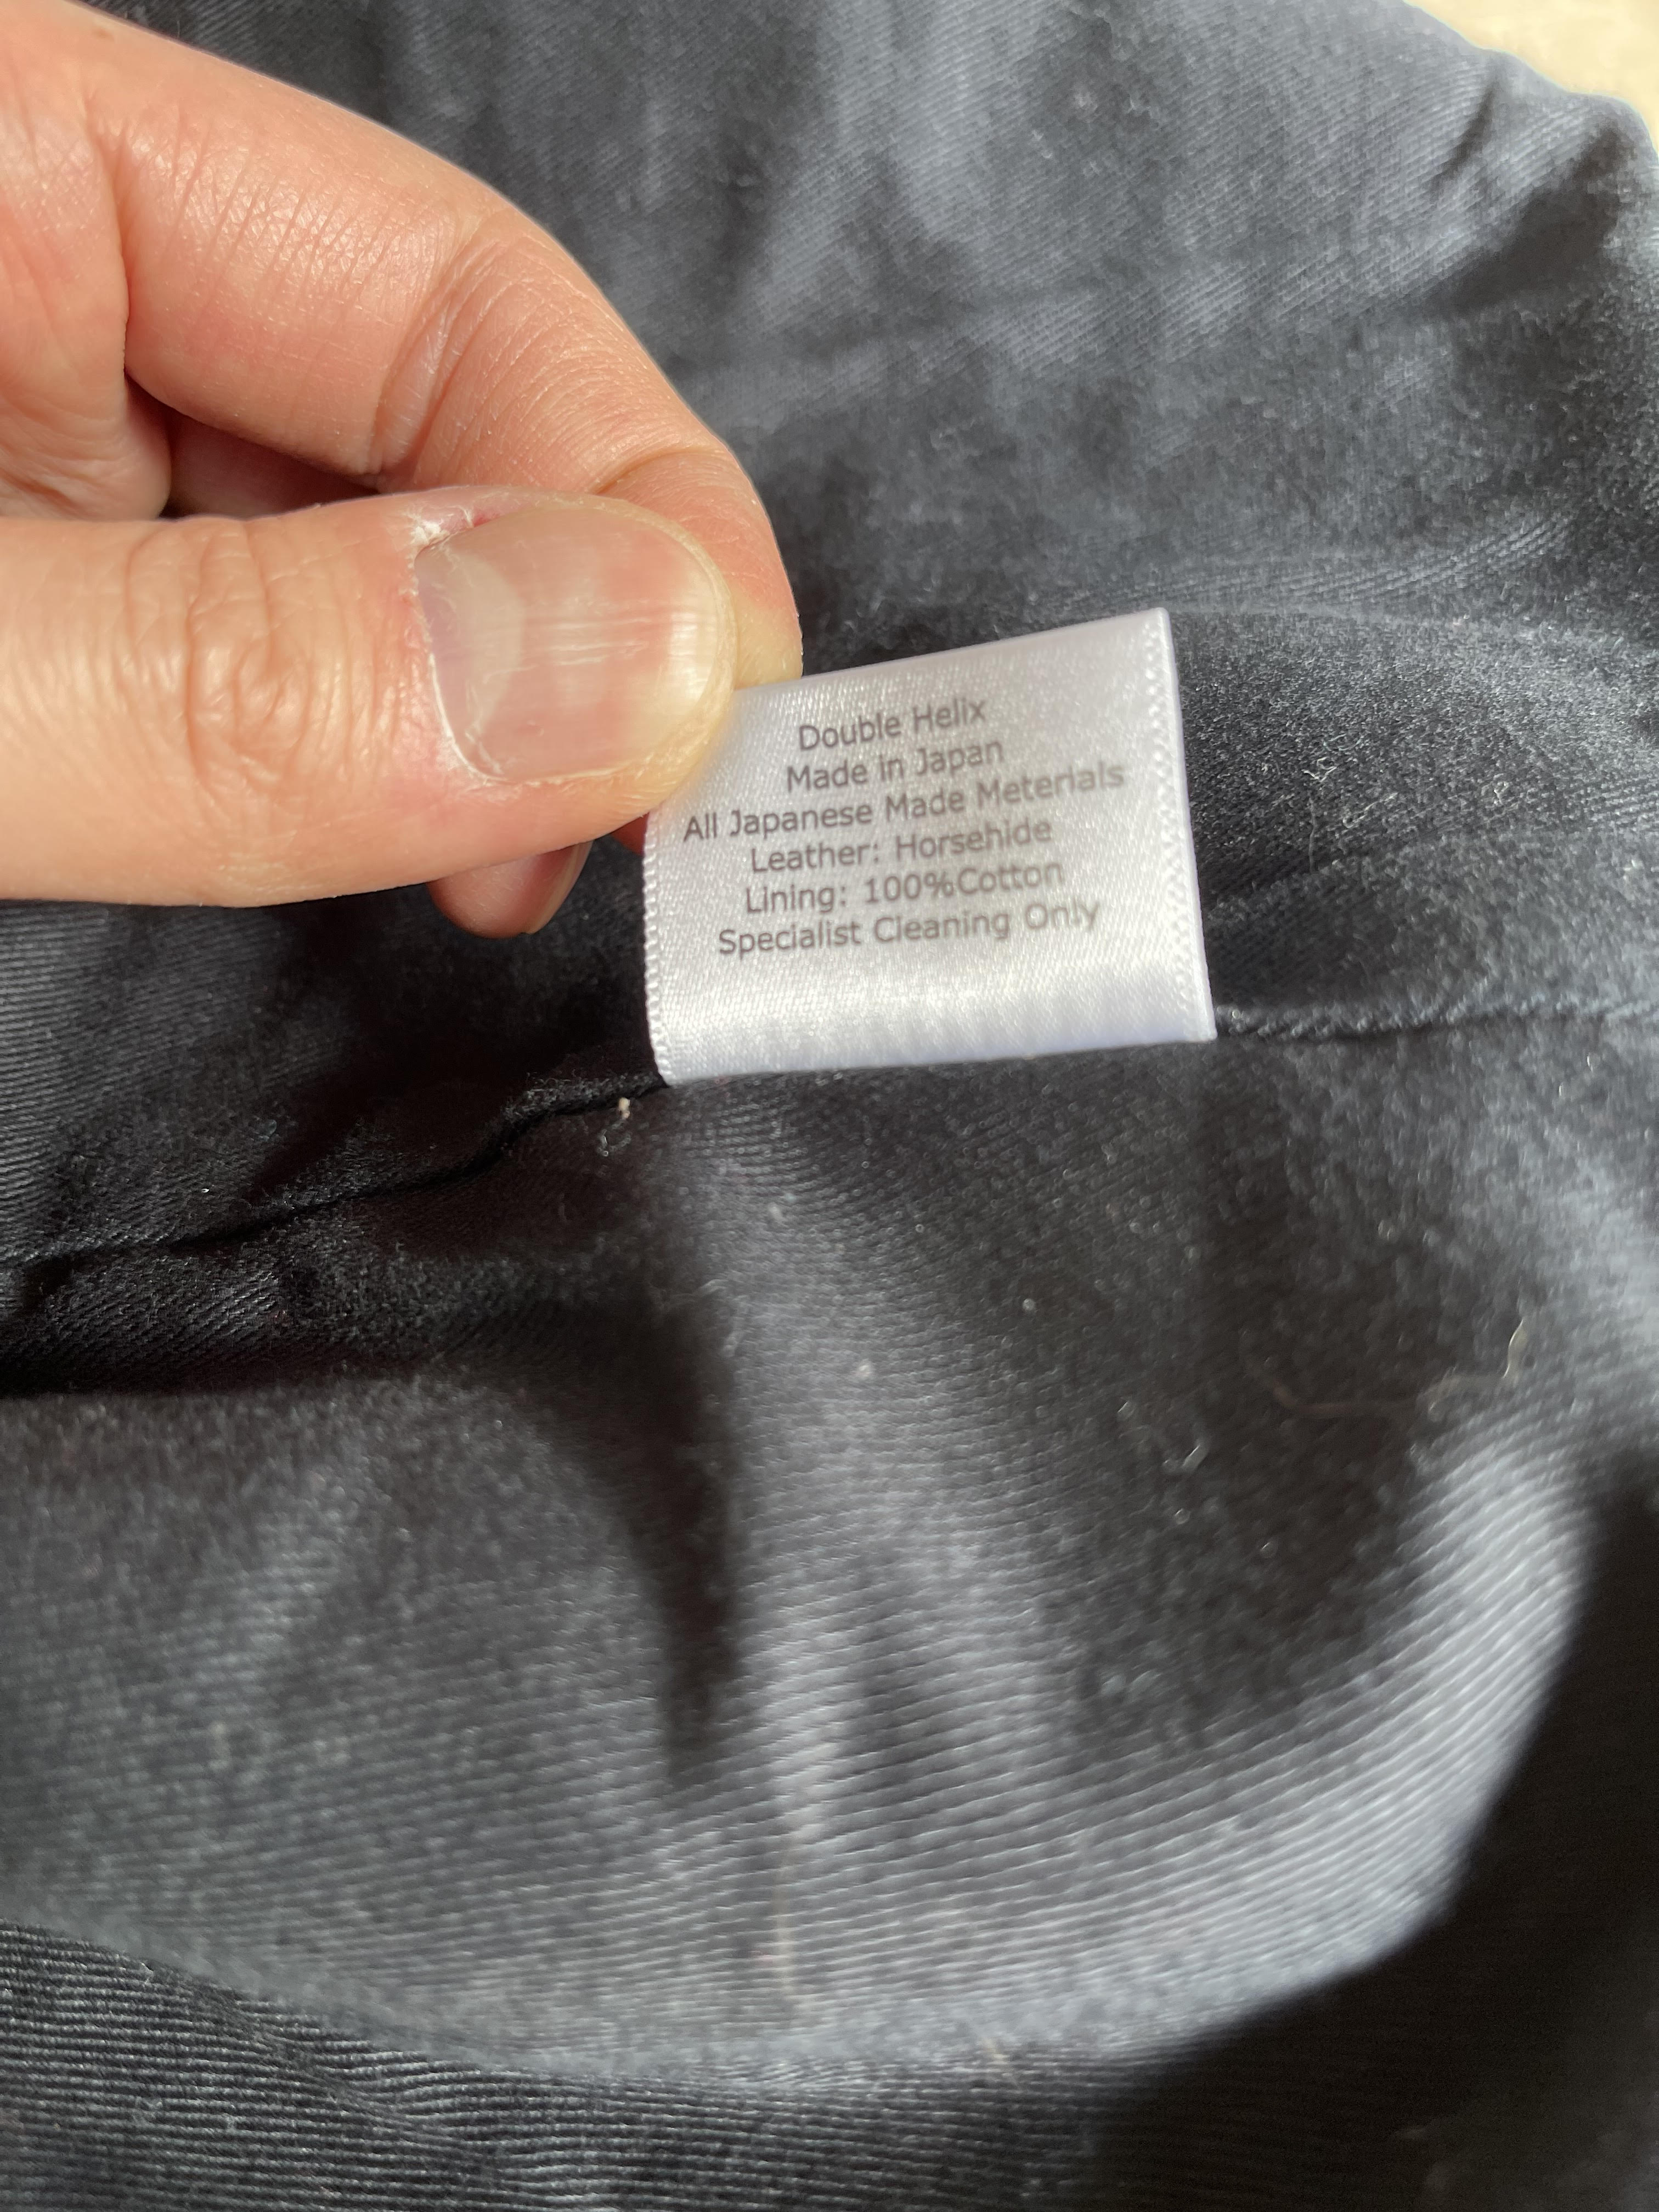 Double Helix
Made in Japan
All Japanese Made Meterials
Leather: Horsehide
Lining: 100%Cotton
Specialist Cleaning Only